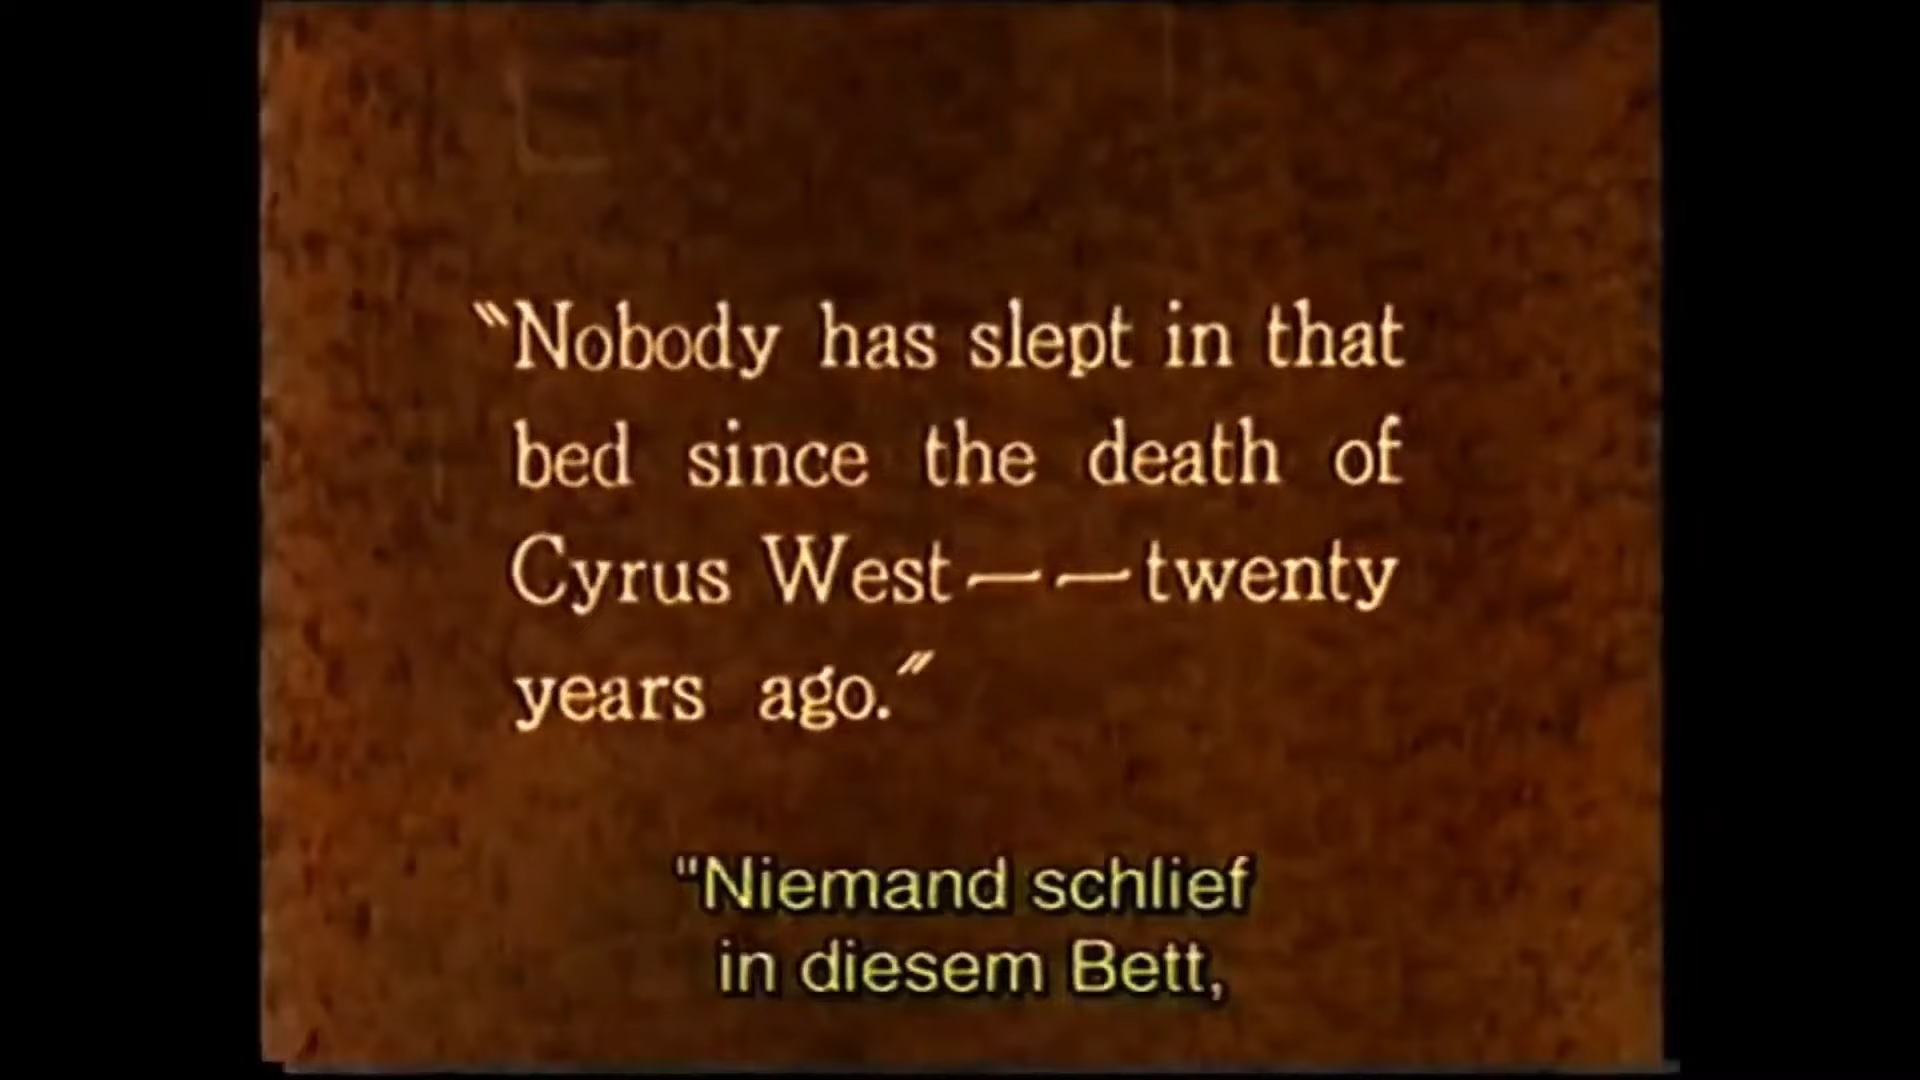 "Nobody has slept in that
bed since the death of
Cyrus West——twenty
years ago."
"Niemand schlief
in diesem Bett,